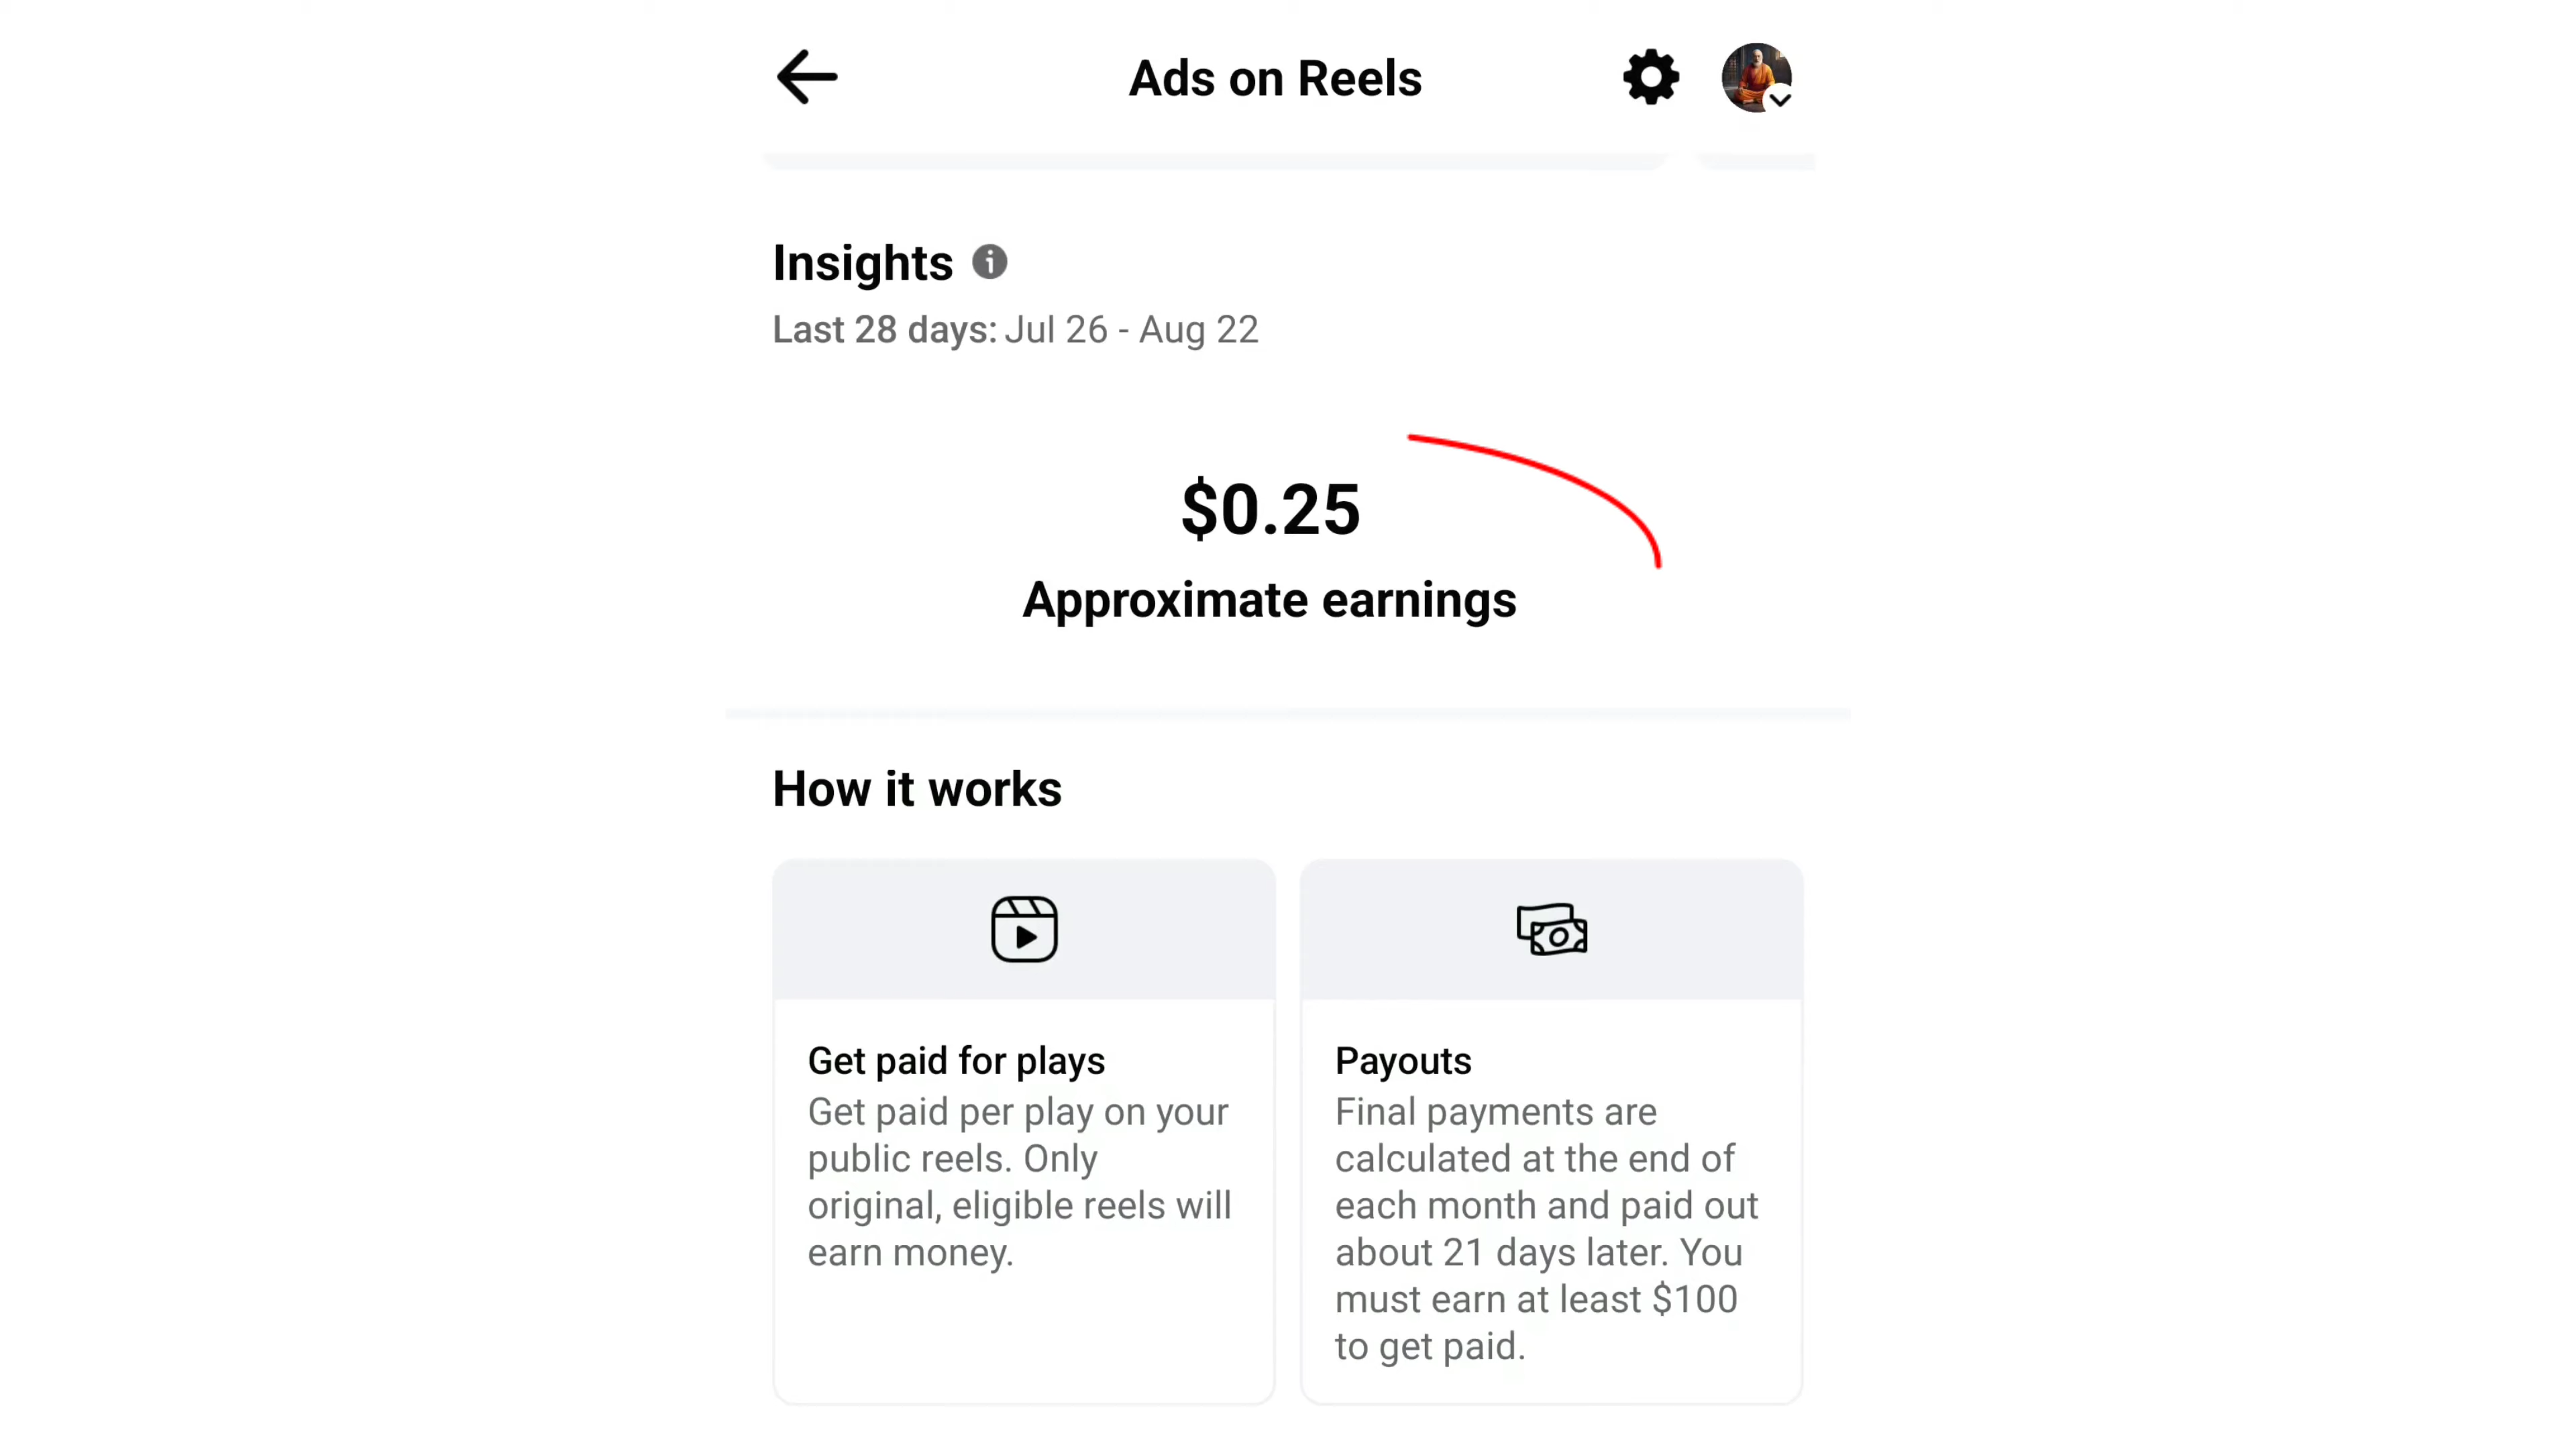 Ads on Reels
Insights
Last 28 days: Jul 26 - Aug 22
$0.25
Approximate earnings
How it works
Get paid for plays
Get paid per play on your
public reels. Only
original, eligible reels will
earn money.
Payouts
Final payments are
calculated at the end of
each month and paid out
about 21 days later. You
must earn at least $100
to get paid.